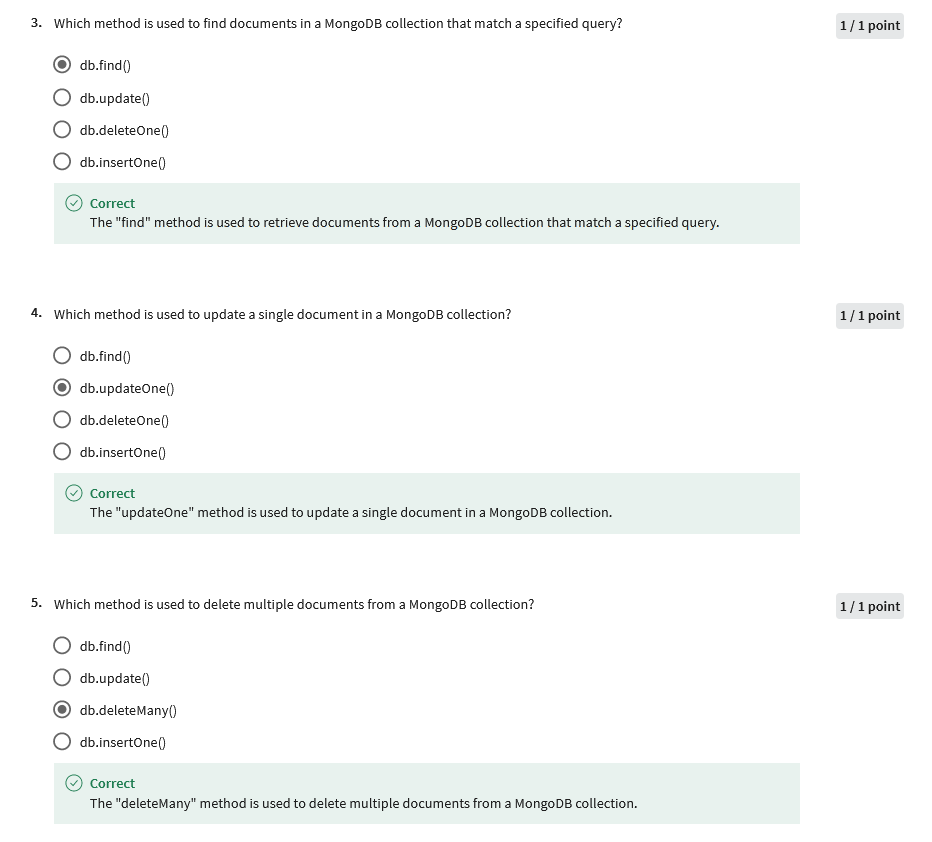 3. Which method is used to find documents in a MongoDB collection that match a specified query?
1 / 1 point
db.find()
db.update()
db.deleteOne()
db.insertOne()
Correct
The "find" method is used to retrieve documents from a MongoDB collection that match a specified query.
4. Which method is used to update a single document in a MongoDB collection?
1 / 1 point
db.find()
db.updateOne()
db.deleteOne()
db.insertOne()
Correct
The "updateOne" method is used to update a single document in a MongoDB collection.
5. Which method is used to delete multiple documents from a MongoDB collection?
1 / 1 point
db.find()
db.update()
db.deleteMany()
db.insertOne()
Correct
The "deleteMany" method is used to delete multiple documents from a MongoDB collection.